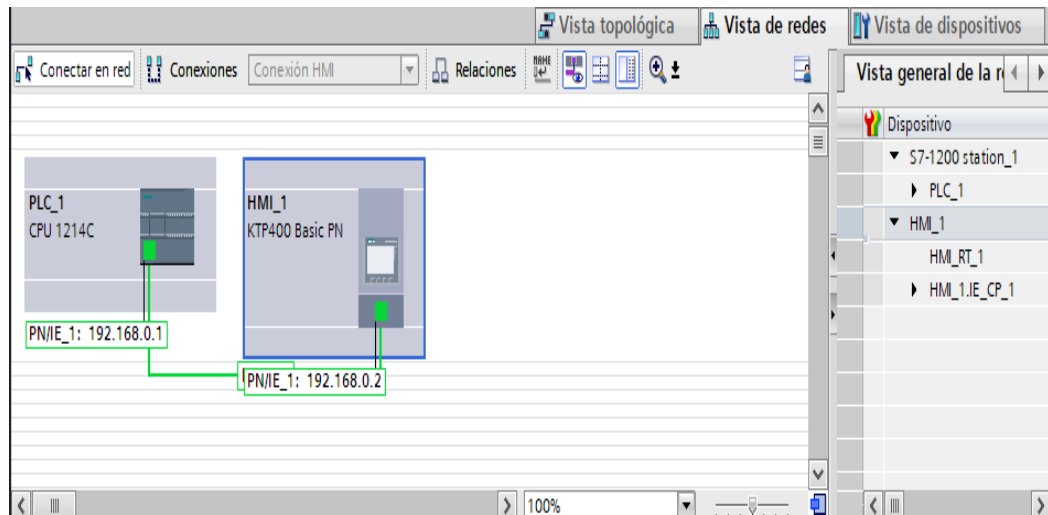 Vista topológica
Vista de redes
Vista de dispositivos
Conectar en red
Conexiones
Conexión HMI
Relaciones
NAME
±
Vista general de la r
Dispositivo
S7-1200 station_1
PLC_1
HMI_1
HMI_RT_1
HMI_1.IE_CP_1
PLC_1
CPU 1214C
HMI_1
KTP400 Basic PN
PN/IE_1: 192.168.0.1
PN/IE_1: 192.168.0.2
100%